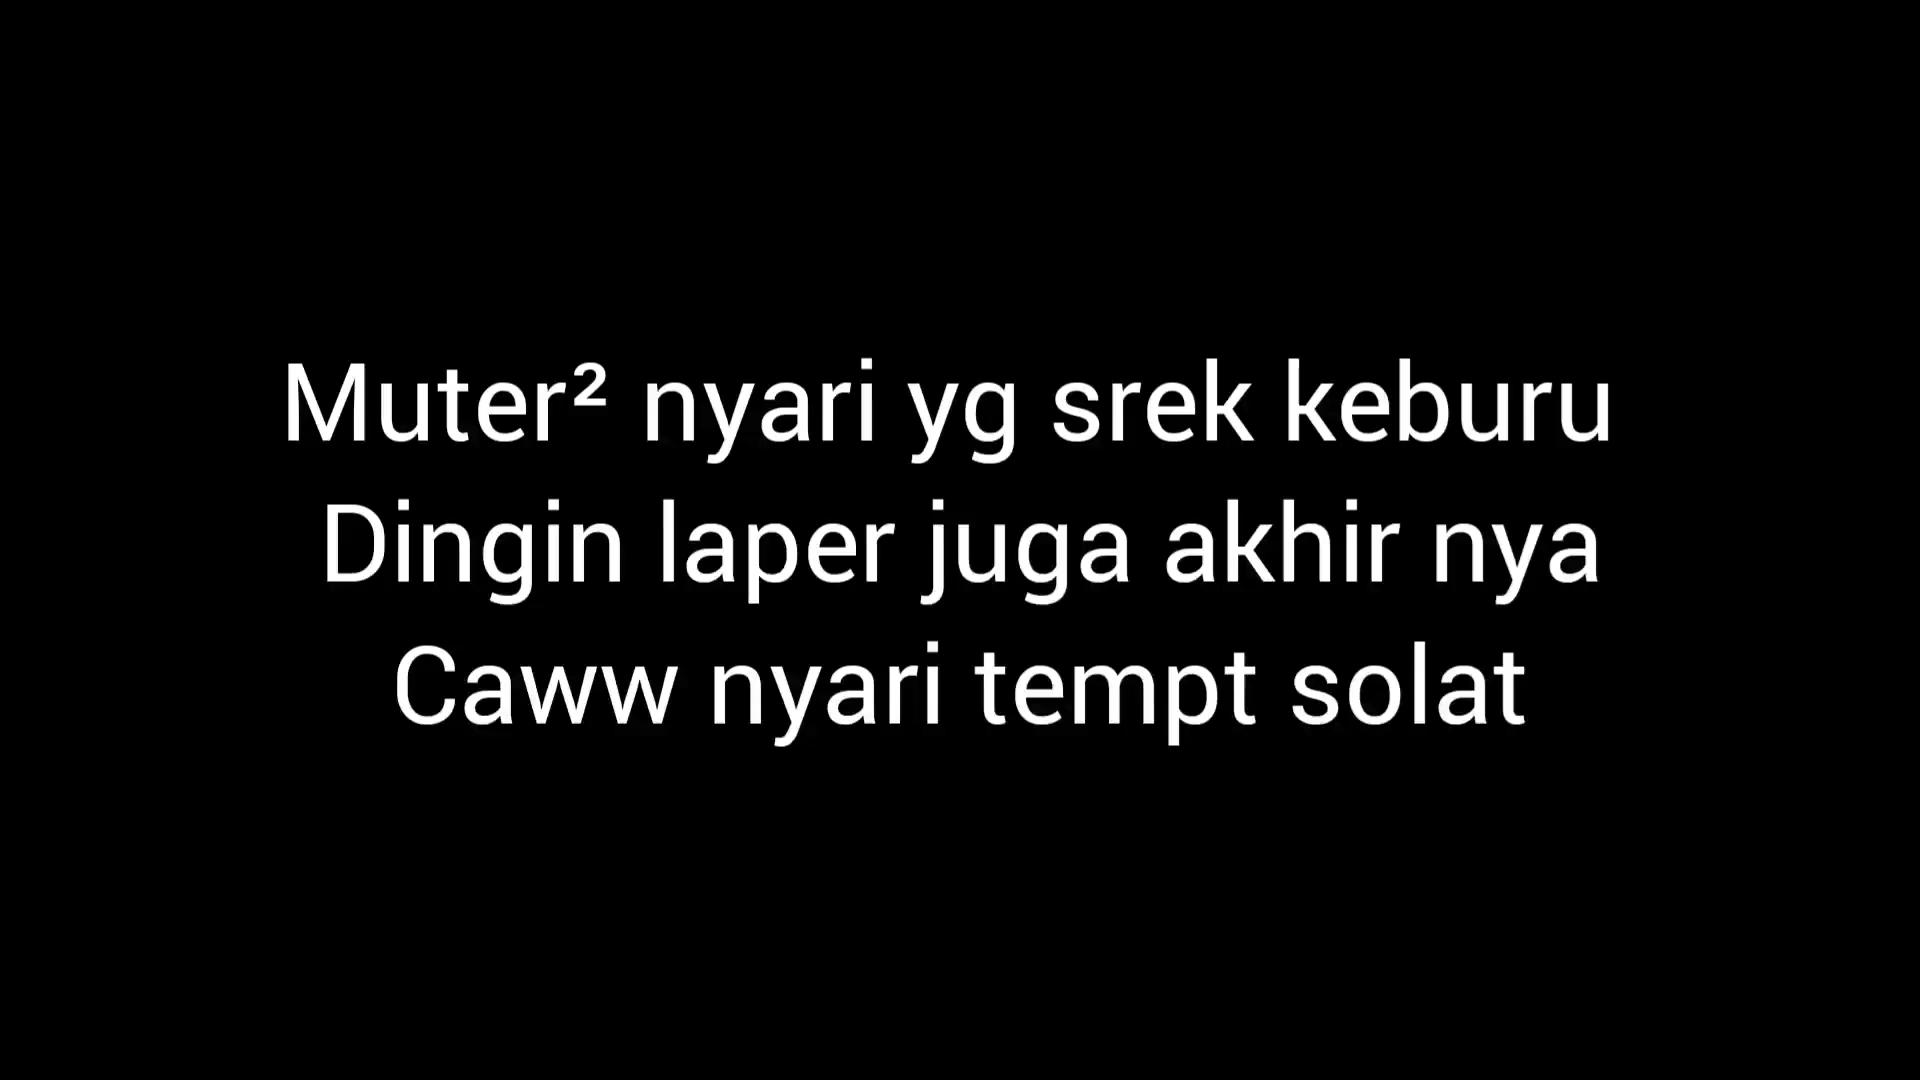 Muter² nyari yg srek keburu
Dingin laper juga akhir nya
Caww nyari tempt solat